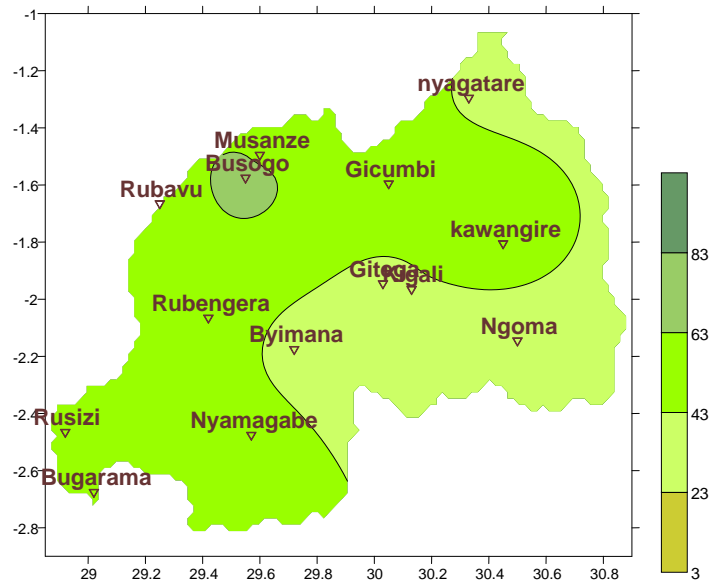 -1
-1.2
-1.4
-1.6
-1.8
-2
-2.2
-2.4
-2.6
-2.8
nyagatare
Musanze
Busogo
Gicumbi
Rubavu
kawangire
Gitega
Kigali
Rubengera
Byimana
Ngoma
Rusizi
Nyamagabe
Bugarama
29
29.2
29.4
29.6
29.8
30
30.2
30.4
30.6
30.8
83
63
43
23
3